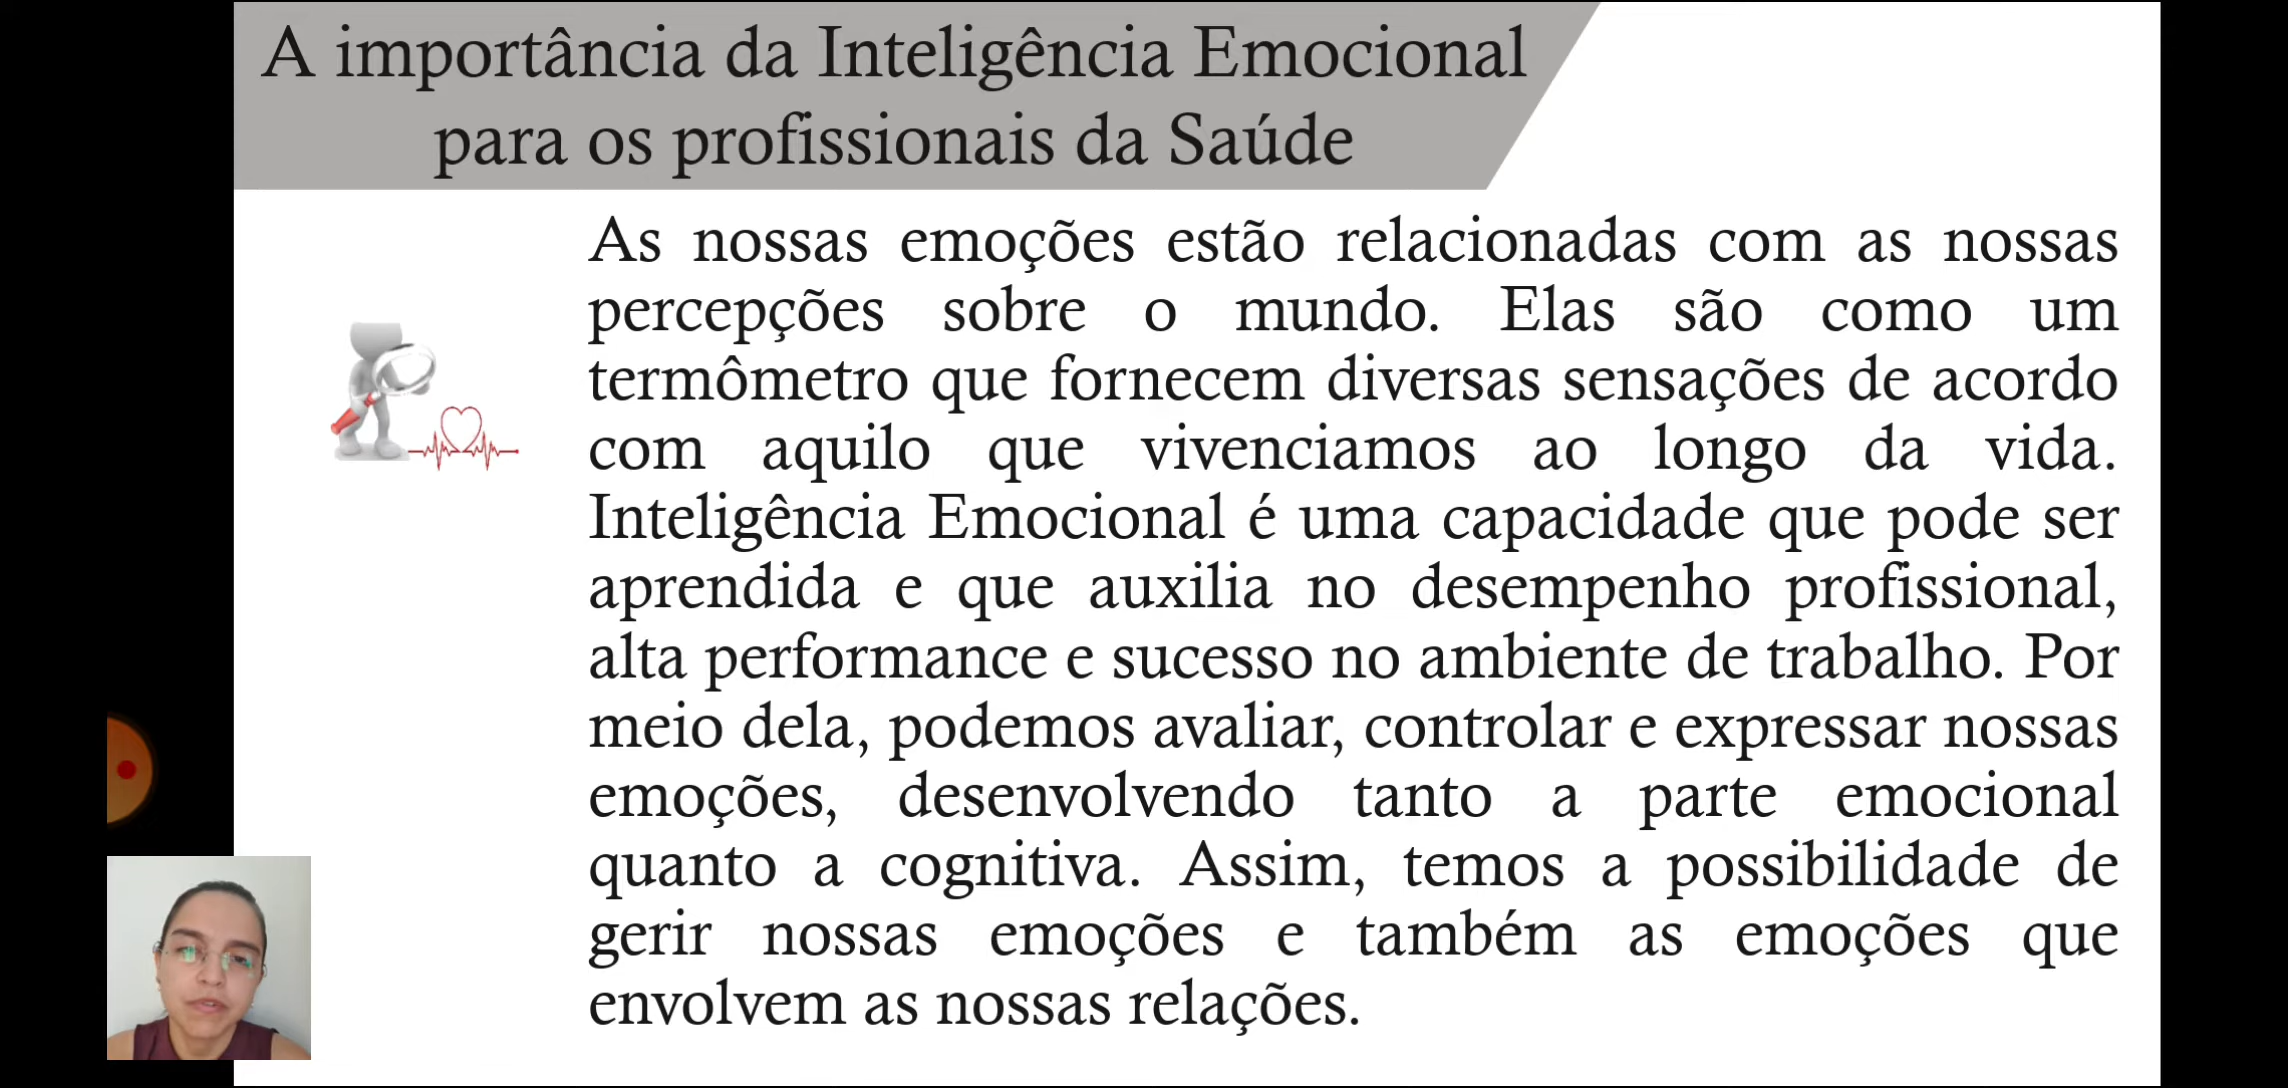 A importância da Inteligência Emocional
para os profissionais da Saúde
As nossas emoções estão relacionadas com as nossas
percepções sobre o mundo. Elas são como um
termômetro que fornecem diversas sensações de acordo
com aquilo que vivenciamos ao longo da vida.
Inteligência Emocional é uma capacidade que pode ser
aprendida e que auxilia no desempenho profissional,
alta performance e sucesso no ambiente de trabalho. Por
meio dela, podemos avaliar, controlar e expressar nossas
emoções, desenvolvendo tanto a parte emocional
quanto a cognitiva. Assim, temos a possibilidade de
gerir nossas emoções e também as emoções que
envolvem as nossas relações.